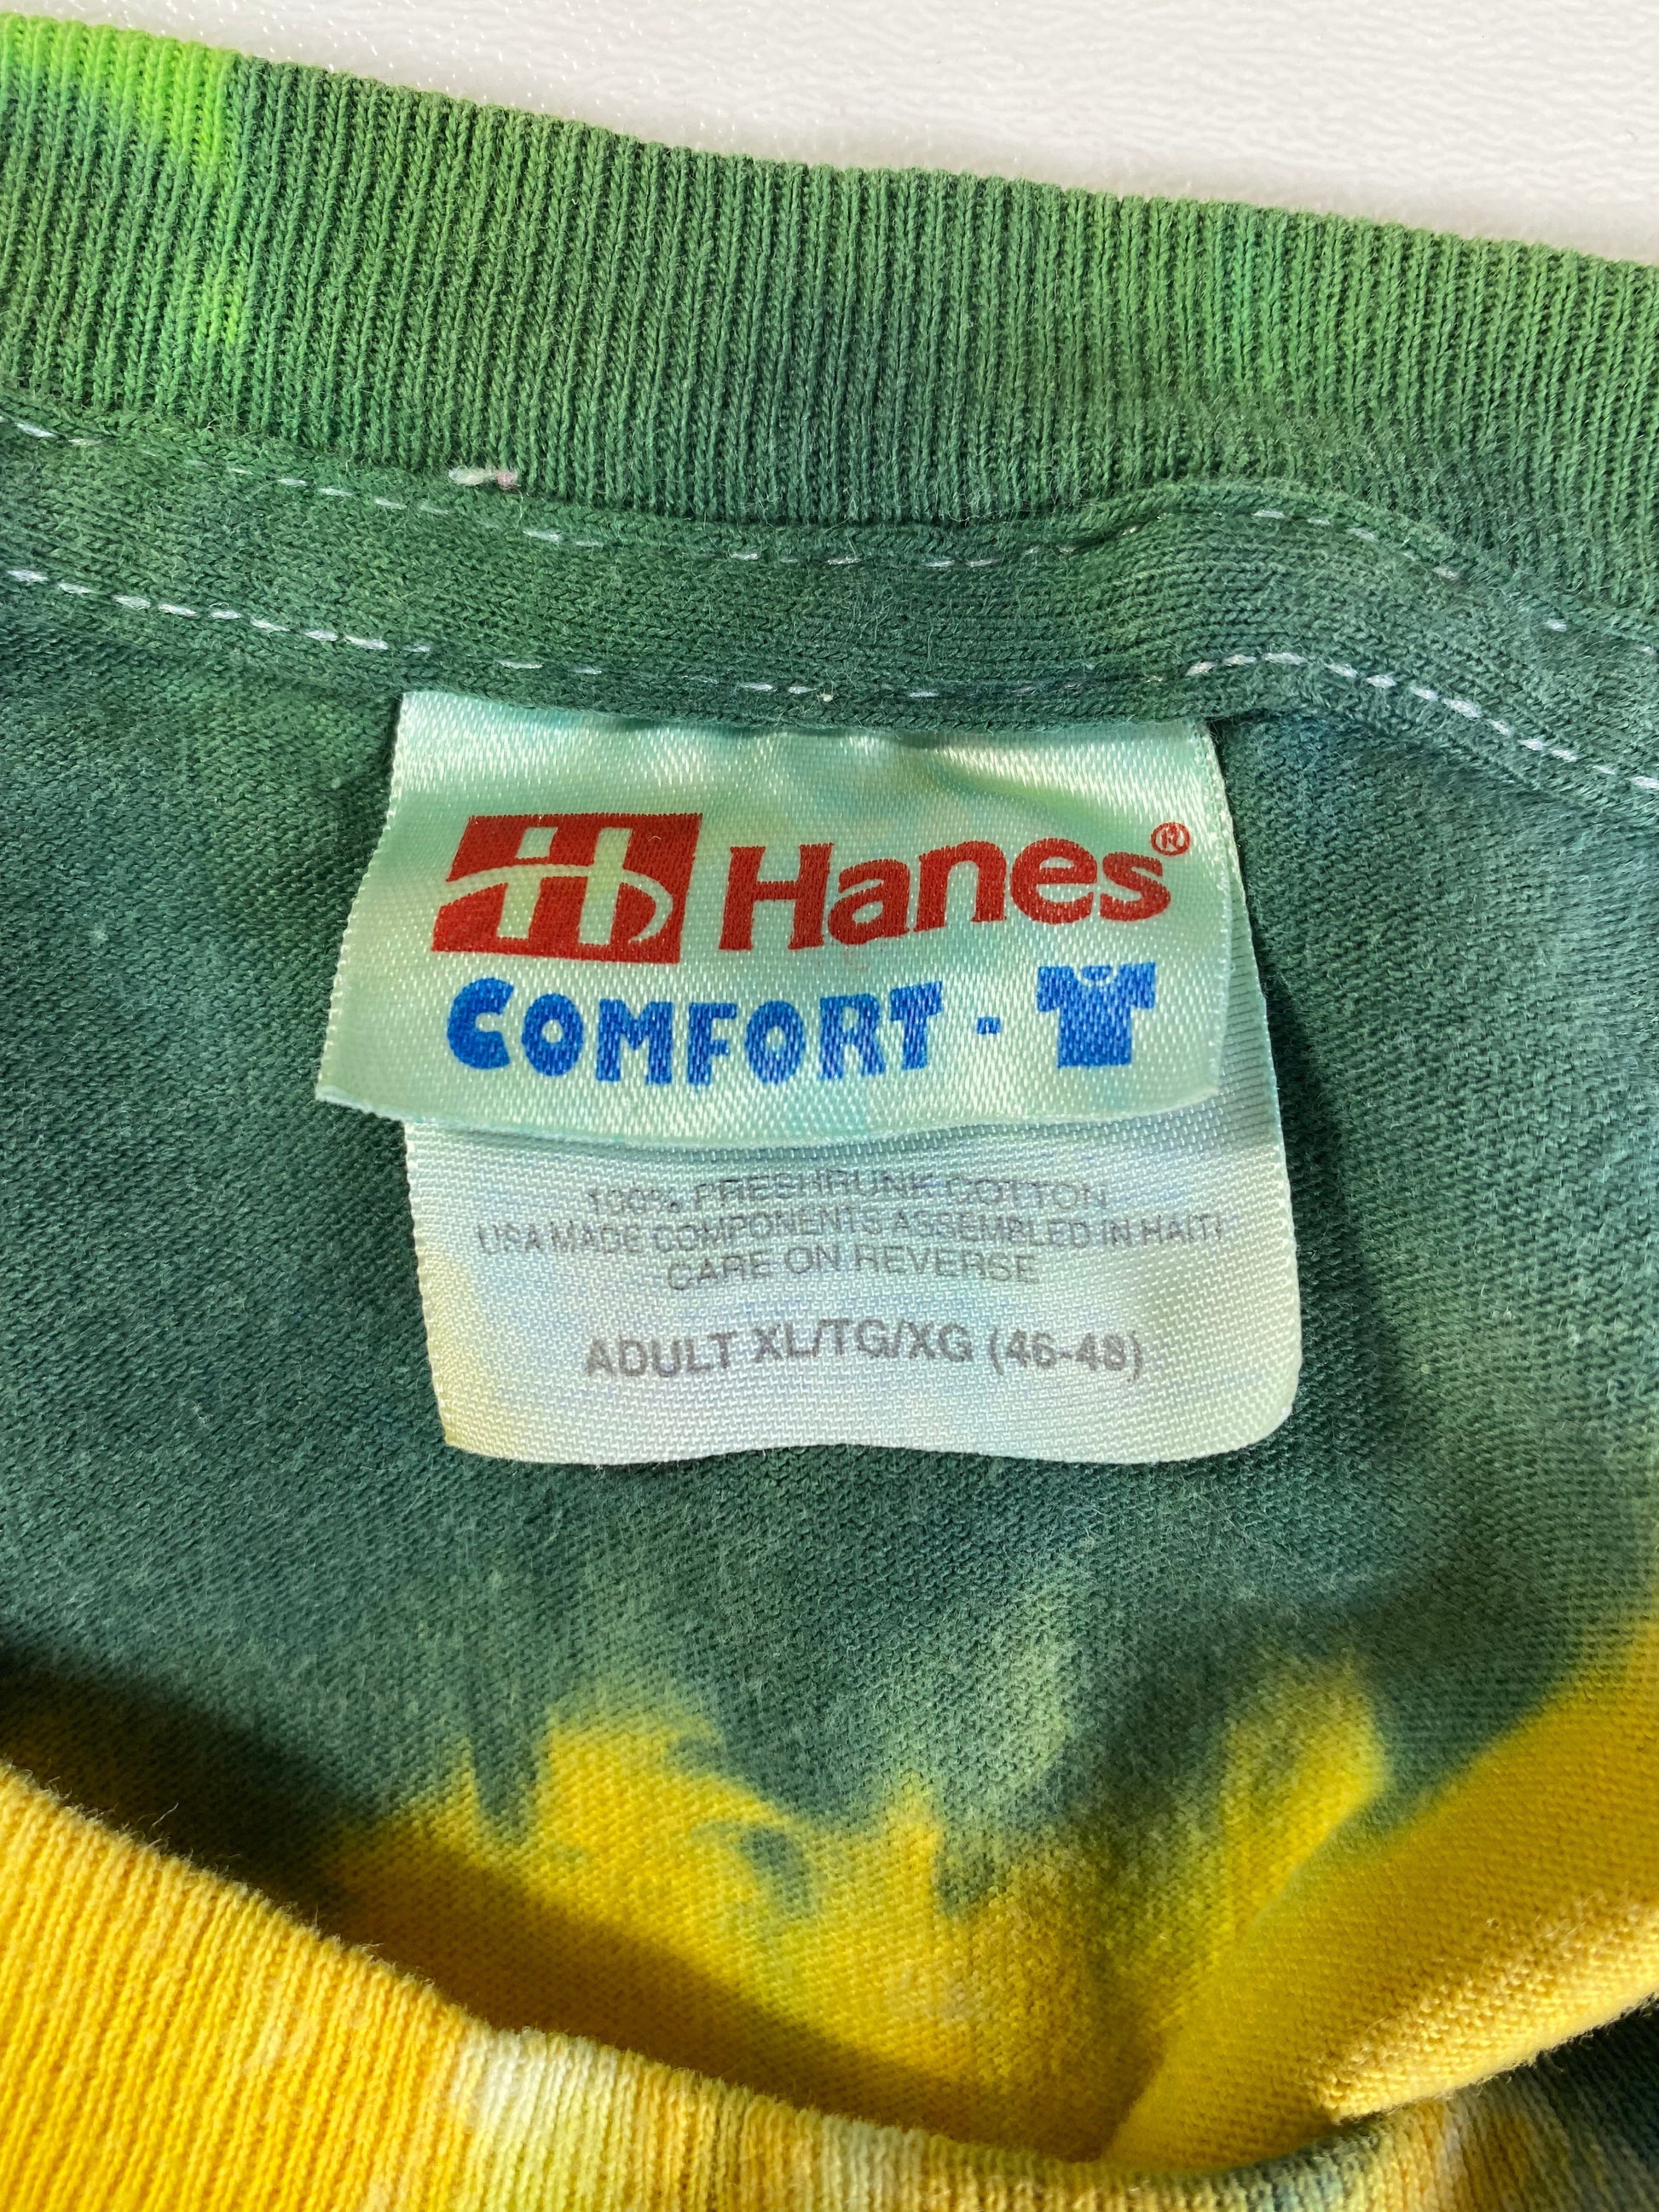 H Hanes®
COMFORT -
100% PRESHRUNK COTTON
USA MADE COMPONENTS ASSEMBLED IN HAITI
CARE ON REVERSE
ADULT XL/TG/XG (46-48)